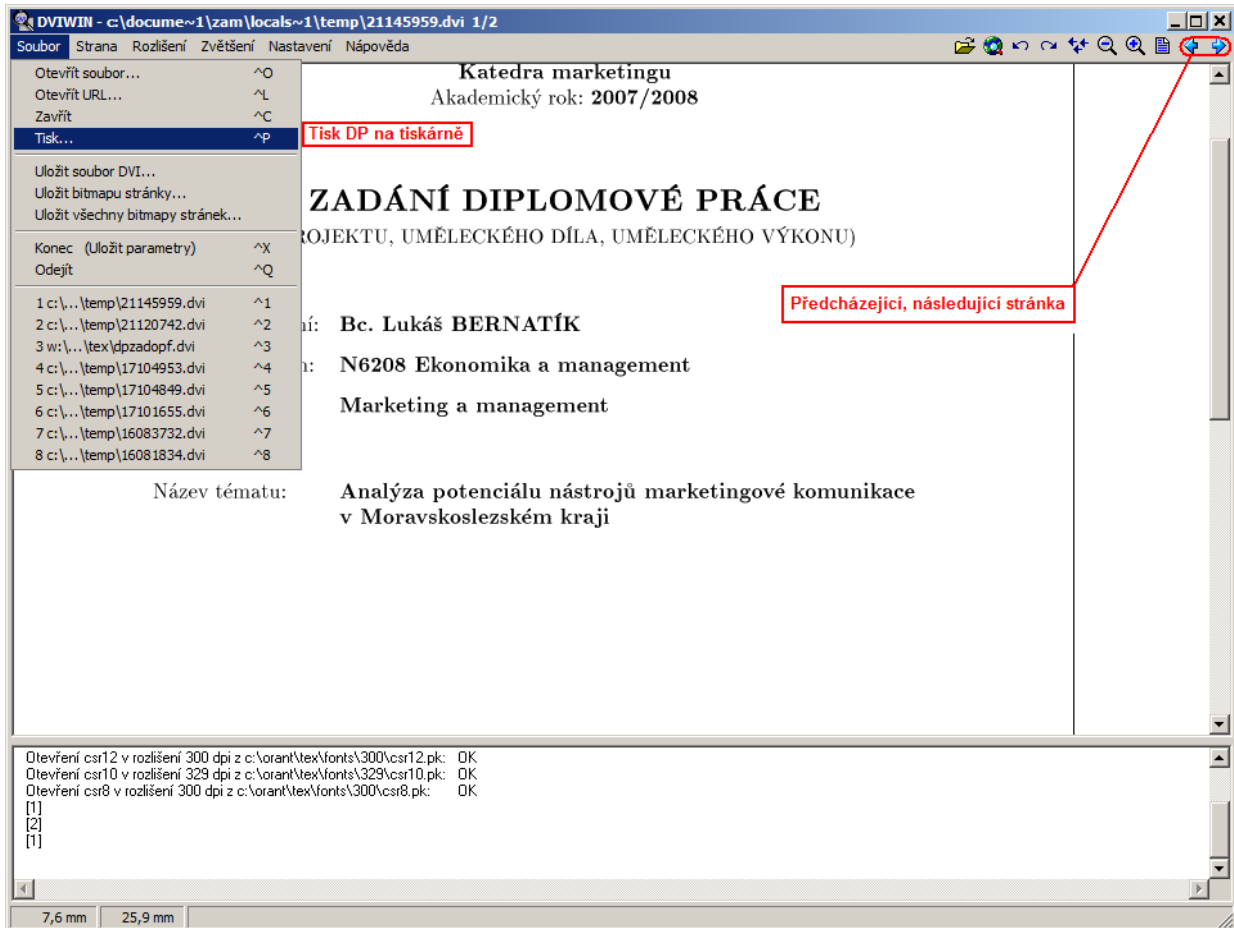 DVIWIN - c:\docume~1\zam\locals~1\temp\21145959.dvi 1/2
Soubor Strana Rozlišení Zvětšení Nastavení Nápověda
Otevřít soubor... ^O
Otevřít URL... ^L
Zavřít ^C
Tisk... ^P
Uložit soubor DVI...
Uložit bitmapu stránky...
Uložit všechny bitmapy stránek...
Konec (Uložit parametry) ^X
Odejít ^Q
1 c:\...\temp\21145959.dvi ^1
2 c:\...\temp\21120742.dvi ^2
3 w:\...\tex\dpzadopf.dvi ^3
4 c:\...\temp\17104953.dvi ^4
5 c:\...\temp\17104849.dvi ^5
6 c:\...\temp\17101655.dvi ^6
7 c:\...\temp\16083732.dvi ^7
8 c:\...\temp\16081834.dvi ^8
Katedra marketingu
Akademický rok: 2007/2008
Tisk DP na tiskárně
ZADÁNÍ DIPLOMOVÉ PRÁCE
ROJEKTU, UMĚLECKÉHO DÍLA, UMĚLECKÉHO VÝKONU)
Předcházející, následující stránka
ní: Bc. Lukáš BERNATÍK
n: N6208 Ekonomika a management
Marketing a management
Název tématu: Analýza potenciálu nástrojů marketingové komunikace
v Moravskoslezském kraji
Otevření csr12 v rozlišení 300 dpi z c:\orant\tex\fonts\300\csr12.pk: OK
Otevření csr10 v rozlišení 329 dpi z c:\orant\tex\fonts\329\csr10.pk: OK
Otevření csr8 v rozlišení 300 dpi z c:\orant\tex\fonts\300\csr8.pk: OK
[1]
[2]
[1]
7,6 mm 25,9 mm